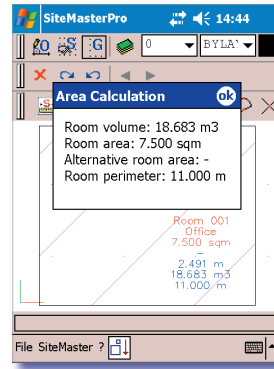 SiteMasterPro 14:44
0 BYLAY
Area Calculation ok
Room volume: 18.683 m3
Room area: 7.500 sqm
Alternative room area: -
Room perimeter: 11.000 m
Room 001
Office
7.500 sqm
-
2.491 m
18.683 m3
11.000 m
File SiteMaster ?